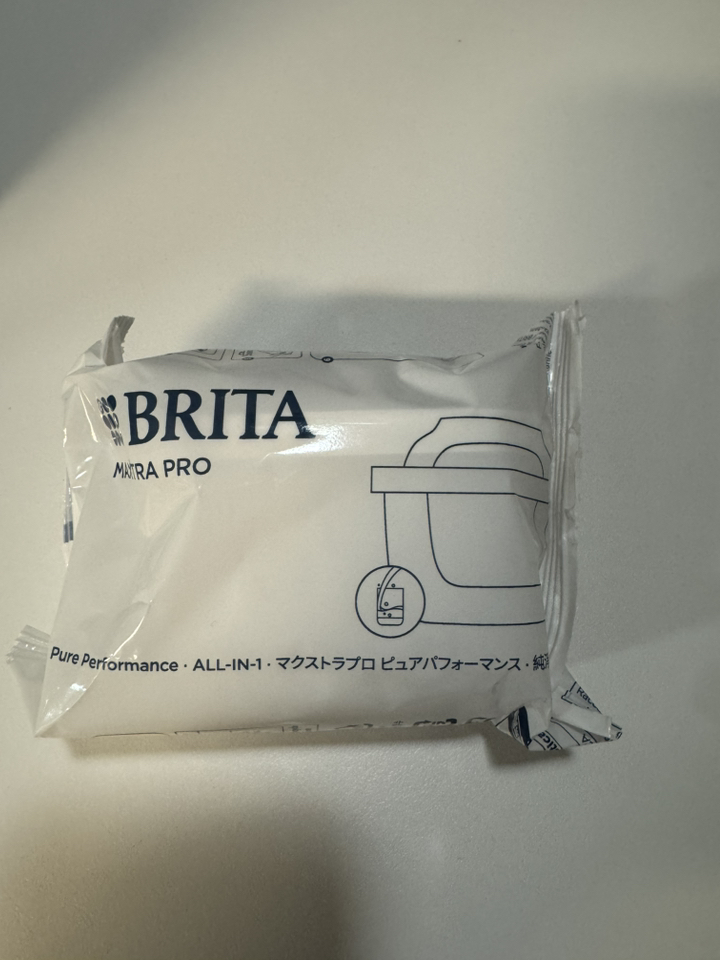 BRITA
MAXTRA PRO
Pure Performance · ALL-IN-1 · マクストラプロ ピュアパフォーマンス · 純